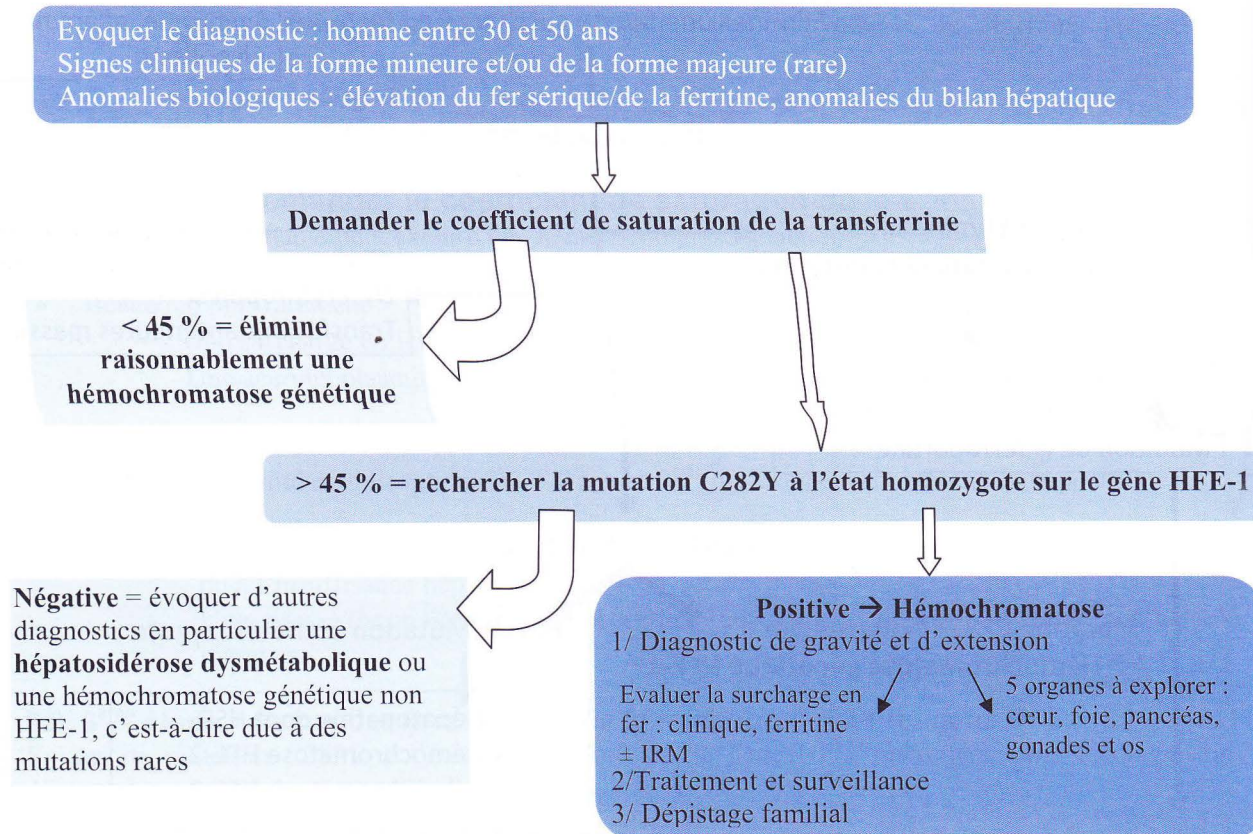 Evoquer le diagnostic : homme entre 30 et 50 ans
Signes cliniques de la forme mineure et/ou de la forme majeure (rare)
Anomalies biologiques : élévation du fer sérique/de la ferritine, anomalies du bilan hépatique
Demander le coefficient de saturation de la transferrine
< 45 % = élimine
raisonnablement une
hémochromatose génétique
> 45 % = rechercher la mutation C282Y à l'état homozygote sur le gène HFE-1
Négative = évoquer d'autres
diagnostics en particulier une
hépatosidérose dysmétabolique ou
une hémochromatose génétique non
HFE-1, c'est-à-dire due à des
mutations rares
Positive → Hémochromatose
1/ Diagnostic de gravité et d'extension
Evaluer la surcharge en
fer : clinique, ferritine
± IRM
5 organes à explorer :
cœur, foie, pancréas,
gonades et os
2/Traitement et surveillance
3/ Dépistage familial